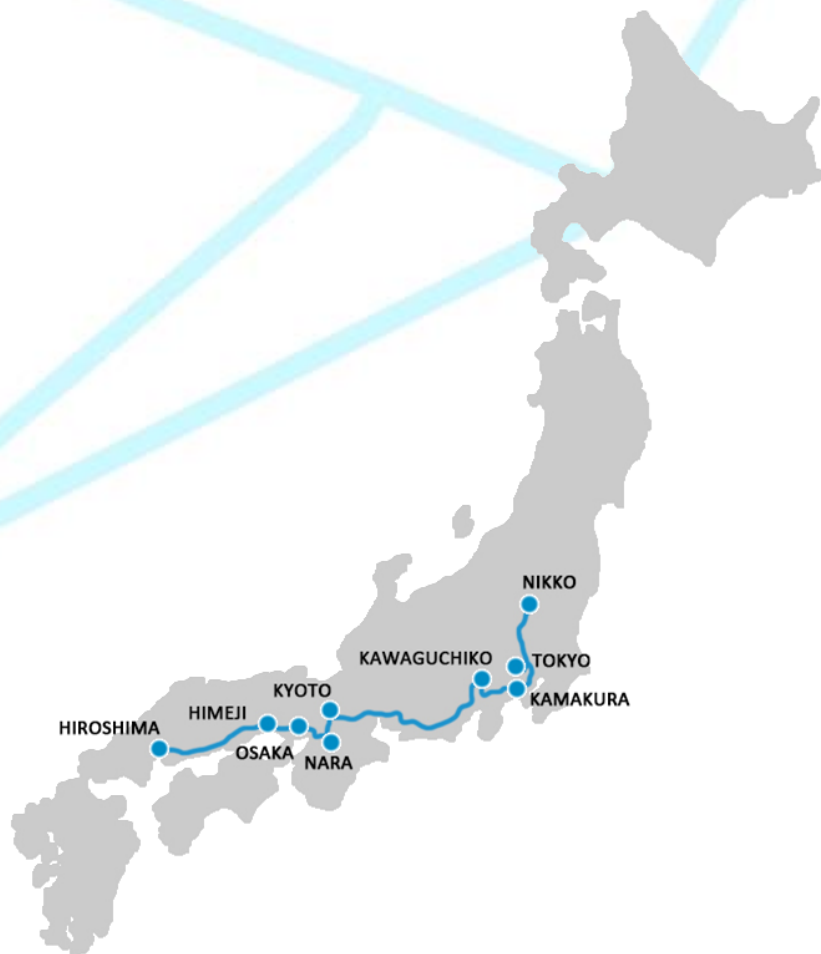 NIKKO
KAWAGUCHIKO
TOKYO
KYOTO
KAMAKURA
HIMEJI
HIROSHIMA
OSAKA
NARA